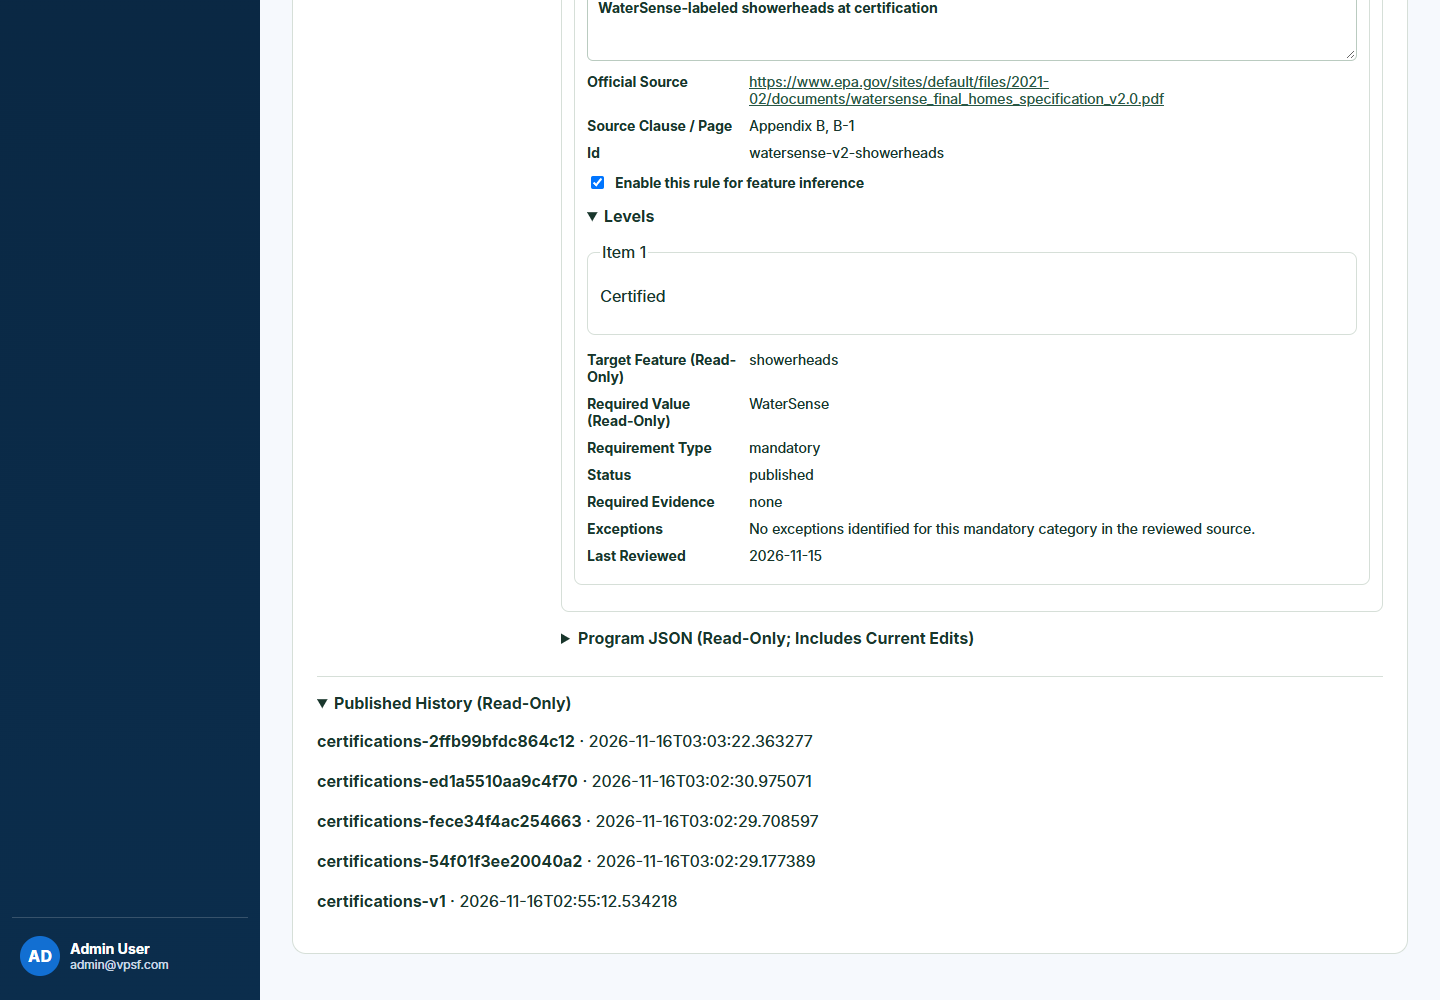 WaterSense-labeled showerheads at certification
Official Source
https://www.epa.gov/sites/default/files/2021-
02/documents/watersense_final_homes_specification_v2.0.pdf
Source Clause / Page
Appendix B, B-1
Id
watersense-v2-showerheads
Enable this rule for feature inference
Levels
Item 1
Certified
Target Feature (Read-
Only)
showerheads
Required Value
(Read-Only)
WaterSense
Requirement Type
mandatory
Status
published
Required Evidence
none
Exceptions
No exceptions identified for this mandatory category in the reviewed source.
Last Reviewed
2026-11-15
Program JSON (Read-Only; Includes Current Edits)
Published History (Read-Only)
certifications-2ffb99bfdc864c12 · 2026-11-16T03:03:22.363277
certifications-ed1a5510aa9c4f70 · 2026-11-16T03:02:30.975071
certifications-fece34f4ac254663 · 2026-11-16T03:02:29.708597
certifications-54f01f3ee20040a2 · 2026-11-16T03:02:29.177389
certifications-v1 · 2026-11-16T02:55:12.534218
AD
Admin User
admin@vpsf.com